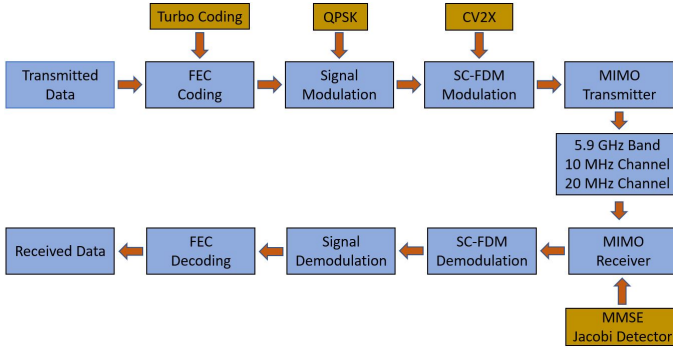 Turbo Coding
QPSK
CV2X
Transmitted
Data
FEC
Coding
Signal
Modulation
SC-FDM
Modulation
MIMO
Transmitter
5.9 GHz Band
10 MHz Channel
20 MHz Channel
Received Data
FEC
Decoding
Signal
Demodulation
SC-FDM
Demodulation
MIMO
Receiver
MMSE
Jacobi Detector